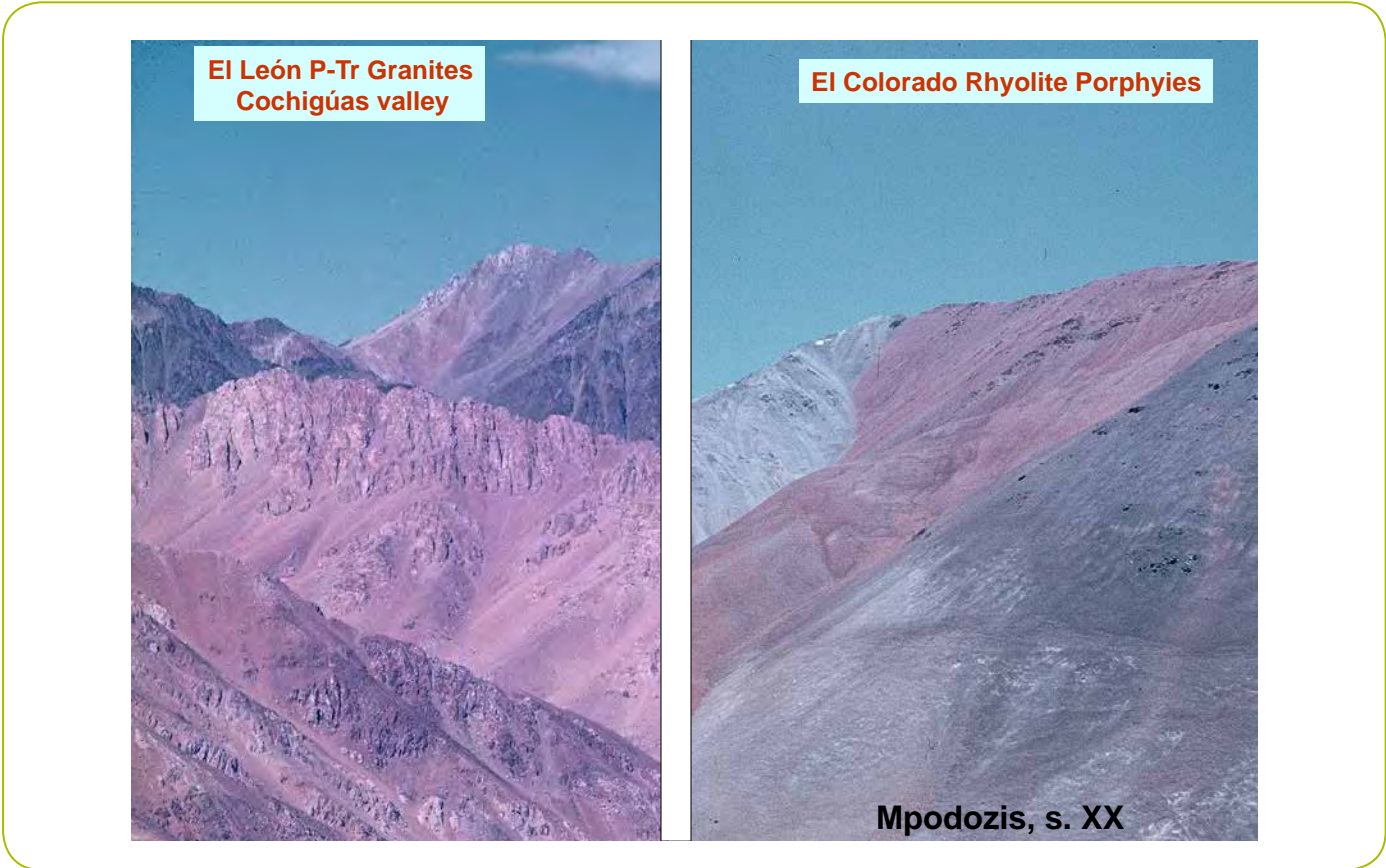 El León P-Tr Granites
Cochigúas valley
El Colorado Rhyolite Porphyies
Mpodozis, s. XX